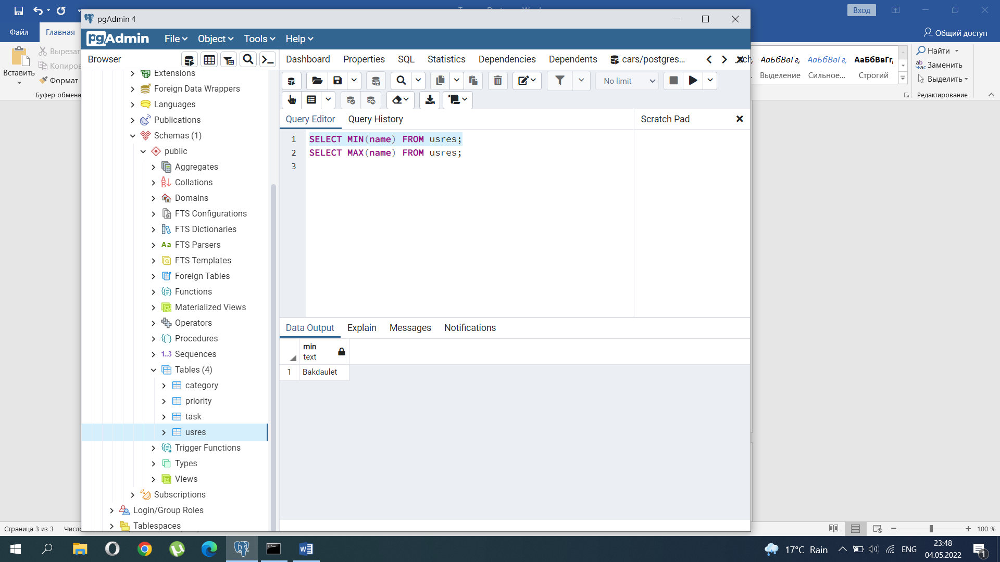 Вход
Файл
Главная
Общий доступ
Вставить
Вырезат
Копиров
Формат
Буфер обмена
АаБбВвГг,
АаБбВвГг,
АаБбВвГг,
Выделение
Сильное...
Строгий
Найти
Заменить
Выделить
Редактирование
pgAdmin 4
pgAdmin
File
Object
Tools
Help
Browser
Dashboard
Properties
SQL
Statistics
Dependencies
Dependents
cars/postgres...
No limit
Query Editor
Query History
Scratch Pad
1 SELECT MIN(name) FROM usres;
2 SELECT MAX(name) FROM usres;
3
Extensions
Foreign Data Wrappers
Languages
Publications
Schemas (1)
public
Aggregates
Collations
Domains
FTS Configurations
FTS Dictionaries
Aa FTS Parsers
FTS Templates
Foreign Tables
Functions
Materialized Views
Operators
Procedures
1..3 Sequences
Tables (4)
category
priority
task
usres
Trigger Functions
Types
Views
Subscriptions
Login/Group Roles
Tablespaces
Data Output
Explain
Messages
Notifications
min
text
1 Bakdaulet
Страница 3 из 3
Число
100 %
17°C Rain
ENG
23:48
04.05.2022
1